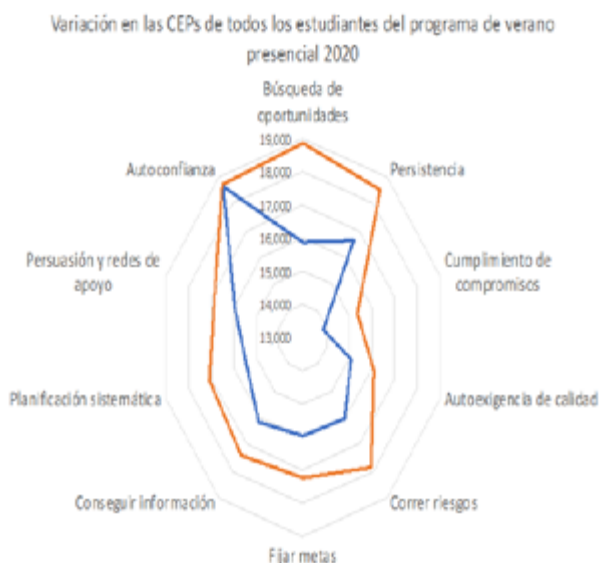 Variación en las CEPs de todos los estudiantes del programa de verano
presencial 2020
Búsqueda de
oportunidades
19,000
18,000
17,000
16,000
15,000
14,000
13,000
Persistencia
Cumplimiento de
compromisos
Autoexigencia de calidad
Correr riesgos
Fijar metas
Conseguir información
Planificación sistemática
Persuasión y redes de
apoyo
Autoconfianza